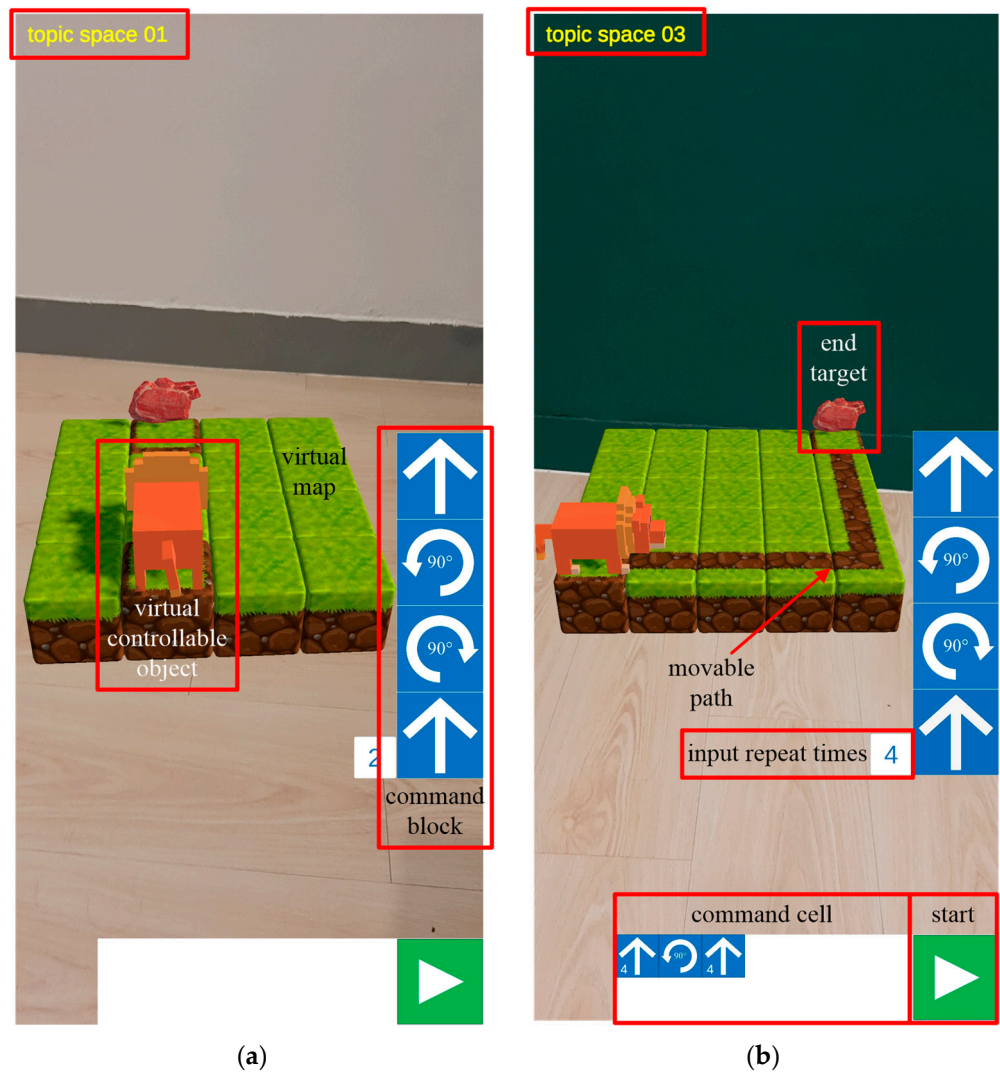 topic space 01
virtual
map
90°
90°
virtual
controllable
object
2
command
block
(a)
topic space 03
end
target
90°
90°
movable
path
input repeat times 4
command cell start
4 90° 4
(b)